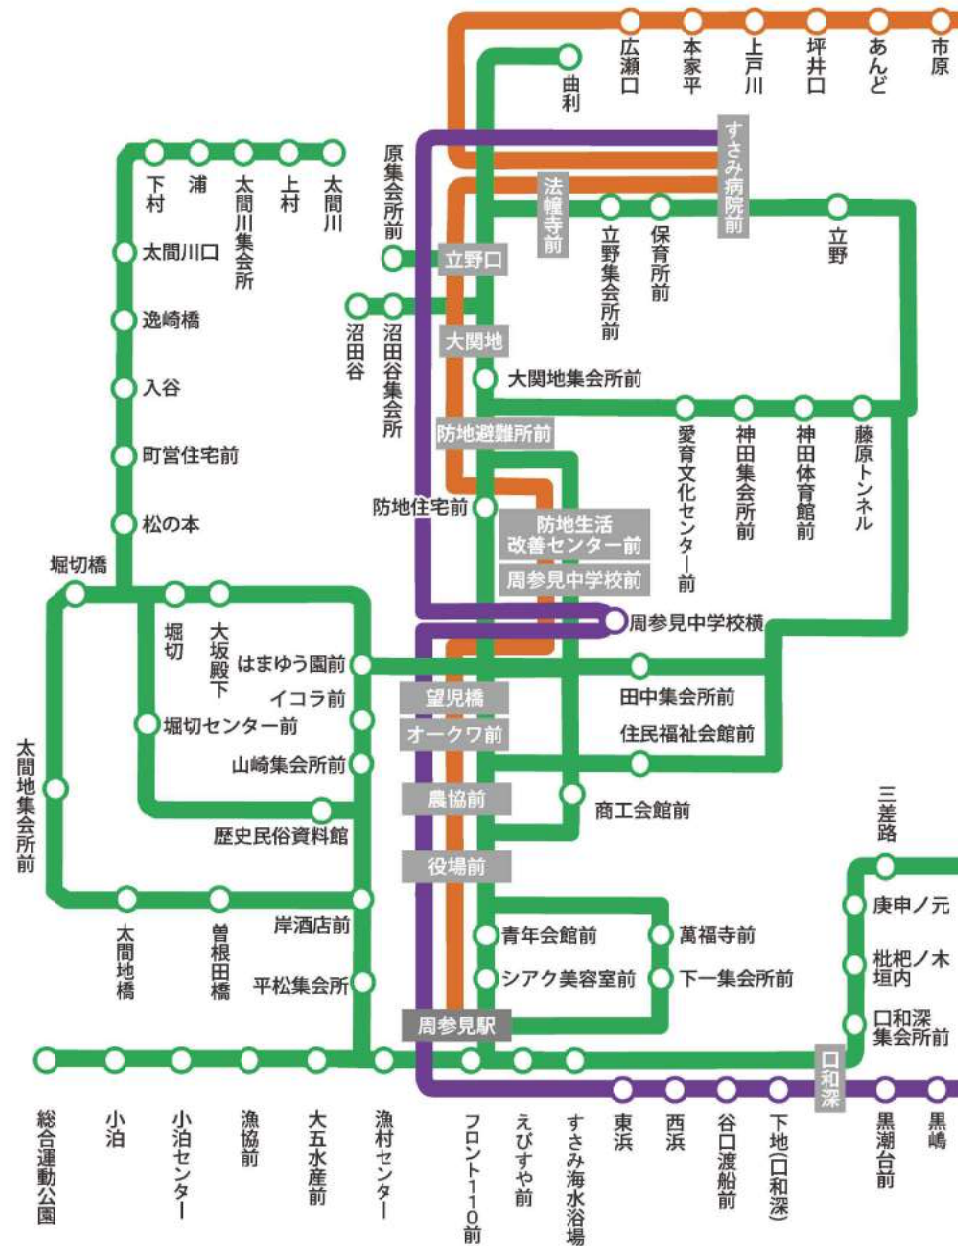 広瀬口
本家平
上戸川
坪井口
あんど
市原
曲利
すさみ病院前
下村
浦
太間川集会所
上村
太間川
原集会所前
法幢寺前
立野集会所前
保育所前
立野
太間川口
立野口
逸崎橋
沼田谷
沼田谷集会所
大関地
大関地集会所前
入谷
防地避難所前
愛育文化センター前
神田集会所前
神田体育館前
藤原トンネル
町営住宅前
防地住宅前
松の本
防地生活
改善センター前
周参見中学校前
堀切橋
堀切
大坂殿下
周参見中学校横
はまゆう園前
田中集会所前
イコラ前
望児橋
堀切センター前
オークワ前
住民福祉会館前
山崎集会所前
太間地集会所前
農協前
商工会館前
三差路
歴史民俗資料館
役場前
庚申ノ元
岸酒店前
太間地橋
曽根田橋
青年会館前
萬福寺前
枇杷ノ木
垣内
平松集会所
シアク美容室前
下一集会所前
周参見駅
口和深
集会所前
口和深
総合運動公園
小泊
小泊センター
漁協前
大五水産前
漁村センター
フロント110前
えびすや前
すさみ海水浴場
東浜
西浜
谷口渡船前
下地(口和深)
黒潮台前
黒嶋